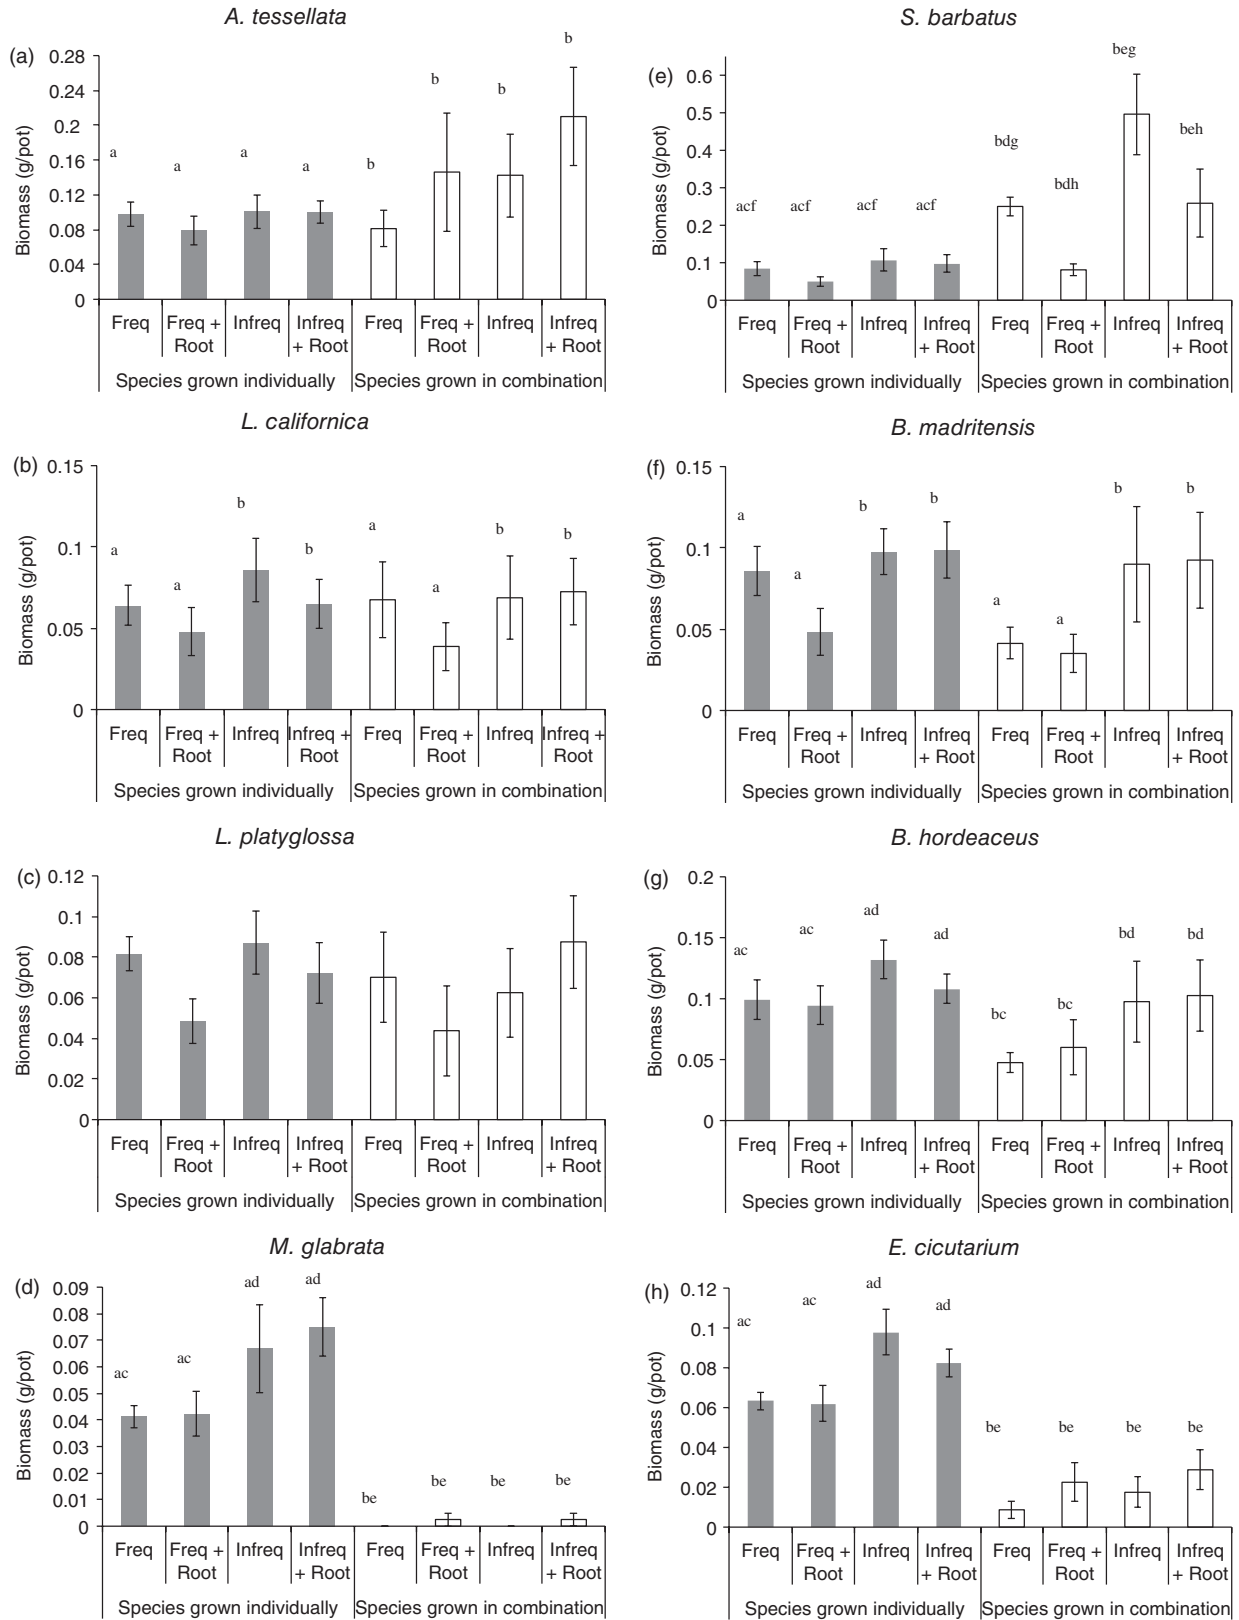 A. tessellata
(a)
Biomass (g/pot)
0.28
0.24
0.2
0.16
0.12
0.08
0.04
0
a a a a b b b b
Freq Freq + Root Infreq Infreq + Root Freq Freq + Root Infreq Infreq + Root
Species grown individually Species grown in combination
L. californica
(b)
Biomass (g/pot)
0.15
0.1
0.05
0
a a b b a a b b
Freq Freq + Root Infreq Infreq + Root Freq Freq + Root Infreq Infreq + Root
Species grown individually Species grown in combination
L. platyglossa
(c)
Biomass (g/pot)
0.12
0.1
0.08
0.06
0.04
0.02
0
Freq Freq + Root Infreq Infreq + Root Freq Freq + Root Infreq Infreq + Root
Species grown individually Species grown in combination
M. glabrata
(d)
Biomass (g/pot)
0.09
0.08
0.07
0.06
0.05
0.04
0.03
0.02
0.01
0
ac ac ad ad be be be be
Freq Freq + Root Infreq Infreq + Root Freq Freq + Root Infreq Infreq + Root
Species grown individually Species grown in combination
S. barbatus
(e)
Biomass (g/pot)
0.6
0.5
0.4
0.3
0.2
0.1
0
acf acf acf acf bdg bdh beg beh
Freq Freq + Root Infreq Infreq + Root Freq Freq + Root Infreq Infreq + Root
Species grown individually Species grown in combination
B. madritensis
(f)
Biomass (g/pot)
0.15
0.1
0.05
0
a a b b a a b b
Freq Freq + Root Infreq Infreq + Root Freq Freq + Root Infreq Infreq + Root
Species grown individually Species grown in combination
B. hordeaceus
(g)
Biomass (g/pot)
0.2
0.15
0.1
0.05
0
ac ac ad ad bc bc bd bd
Freq Freq + Root Infreq Infreq + Root Freq Freq + Root Infreq Infreq + Root
Species grown individually Species grown in combination
E. cicutarium
(h)
Biomass (g/pot)
0.12
0.1
0.08
0.06
0.04
0.02
0
ac ac ad ad be be be be
Freq Freq + Root Infreq Infreq + Root Freq Freq + Root Infreq Infreq + Root
Species grown individually Species grown in combination